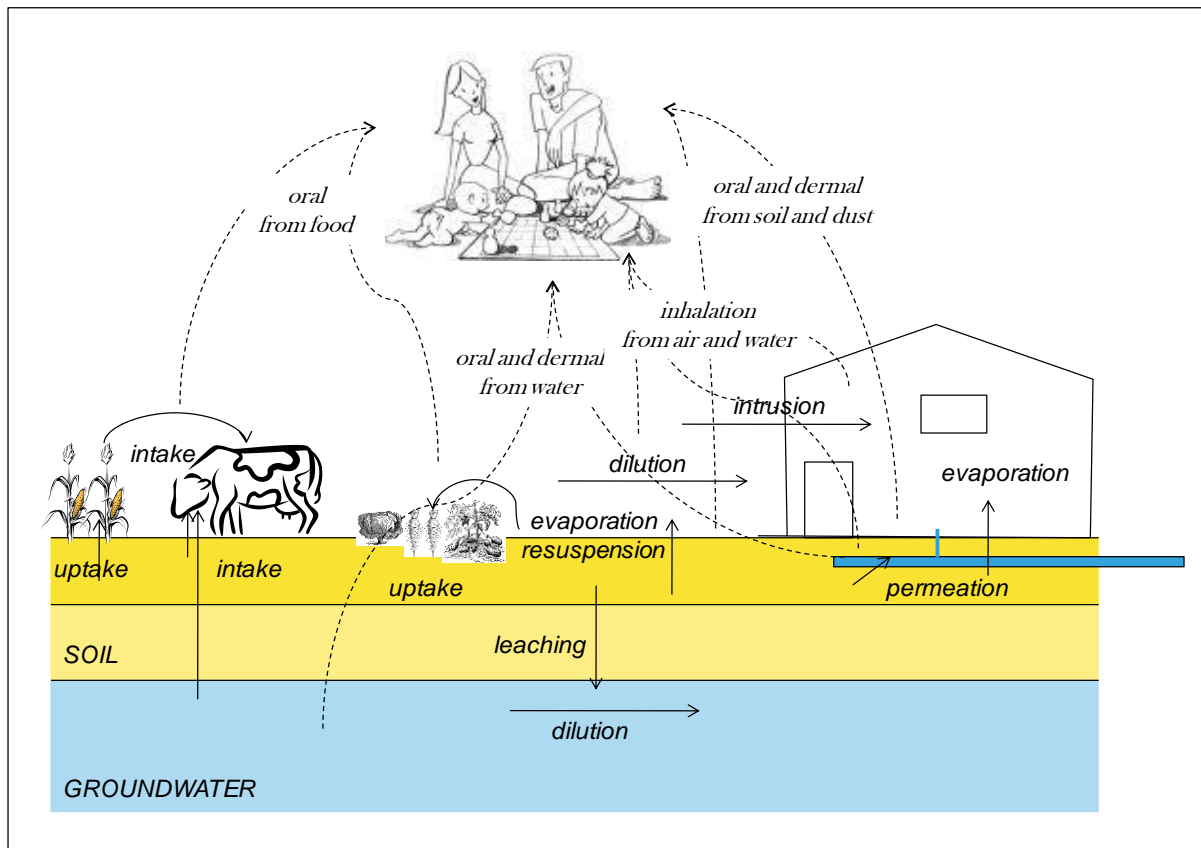 oral
from food
oral and dermal
from soil and dust
inhalation
from air and water
oral and dermal
from water
intrusion
intake
dilution
evaporation
evaporation
resuspension
uptake
intake
uptake
permeation
leaching
SOIL
dilution
GROUNDWATER